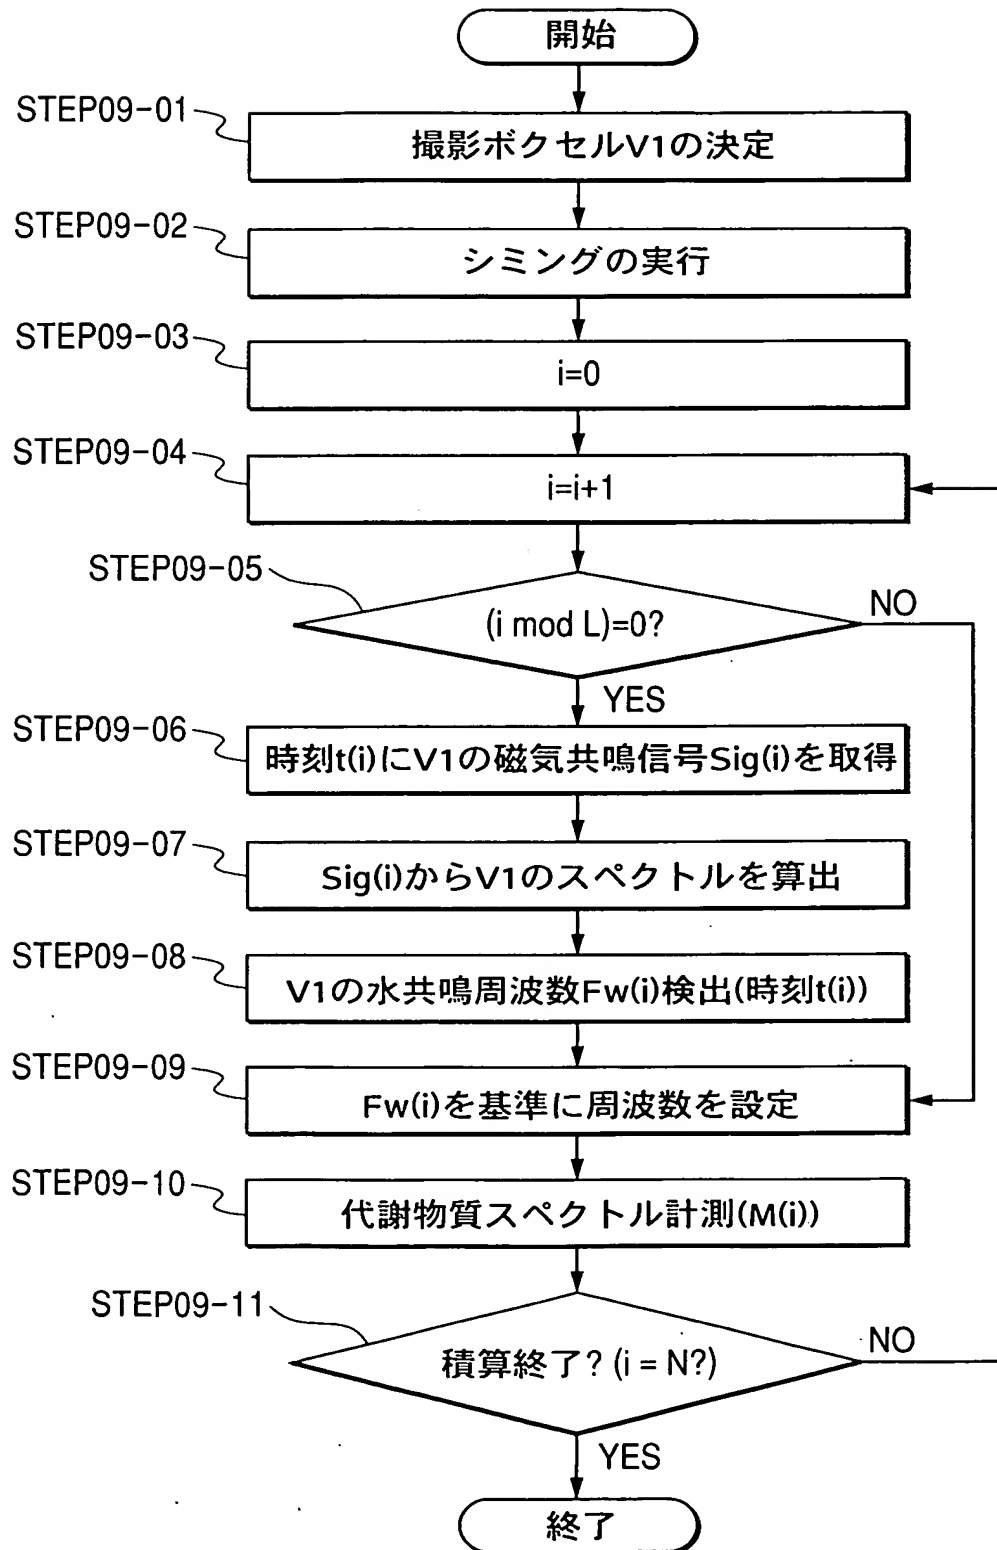 開始
STEP09-01
撮影ボクセルV1の決定
STEP09-02
シミングの実行
STEP09-03
i=0
STEP09-04
i=i+1
STEP09-05
(i mod L)=0?
NO
YES
STEP09-06
時刻t(i)にV1の磁気共鳴信号Sig(i)を取得
STEP09-07
Sig(i)からV1のスペクトルを算出
STEP09-08
V1の水共鳴周波数Fw(i)検出(時刻t(i))
STEP09-09
Fw(i)を基準に周波数を設定
STEP09-10
代謝物質スペクトル計測(M(i))
STEP09-11
積算終了? (i = N?)
NO
YES
終了